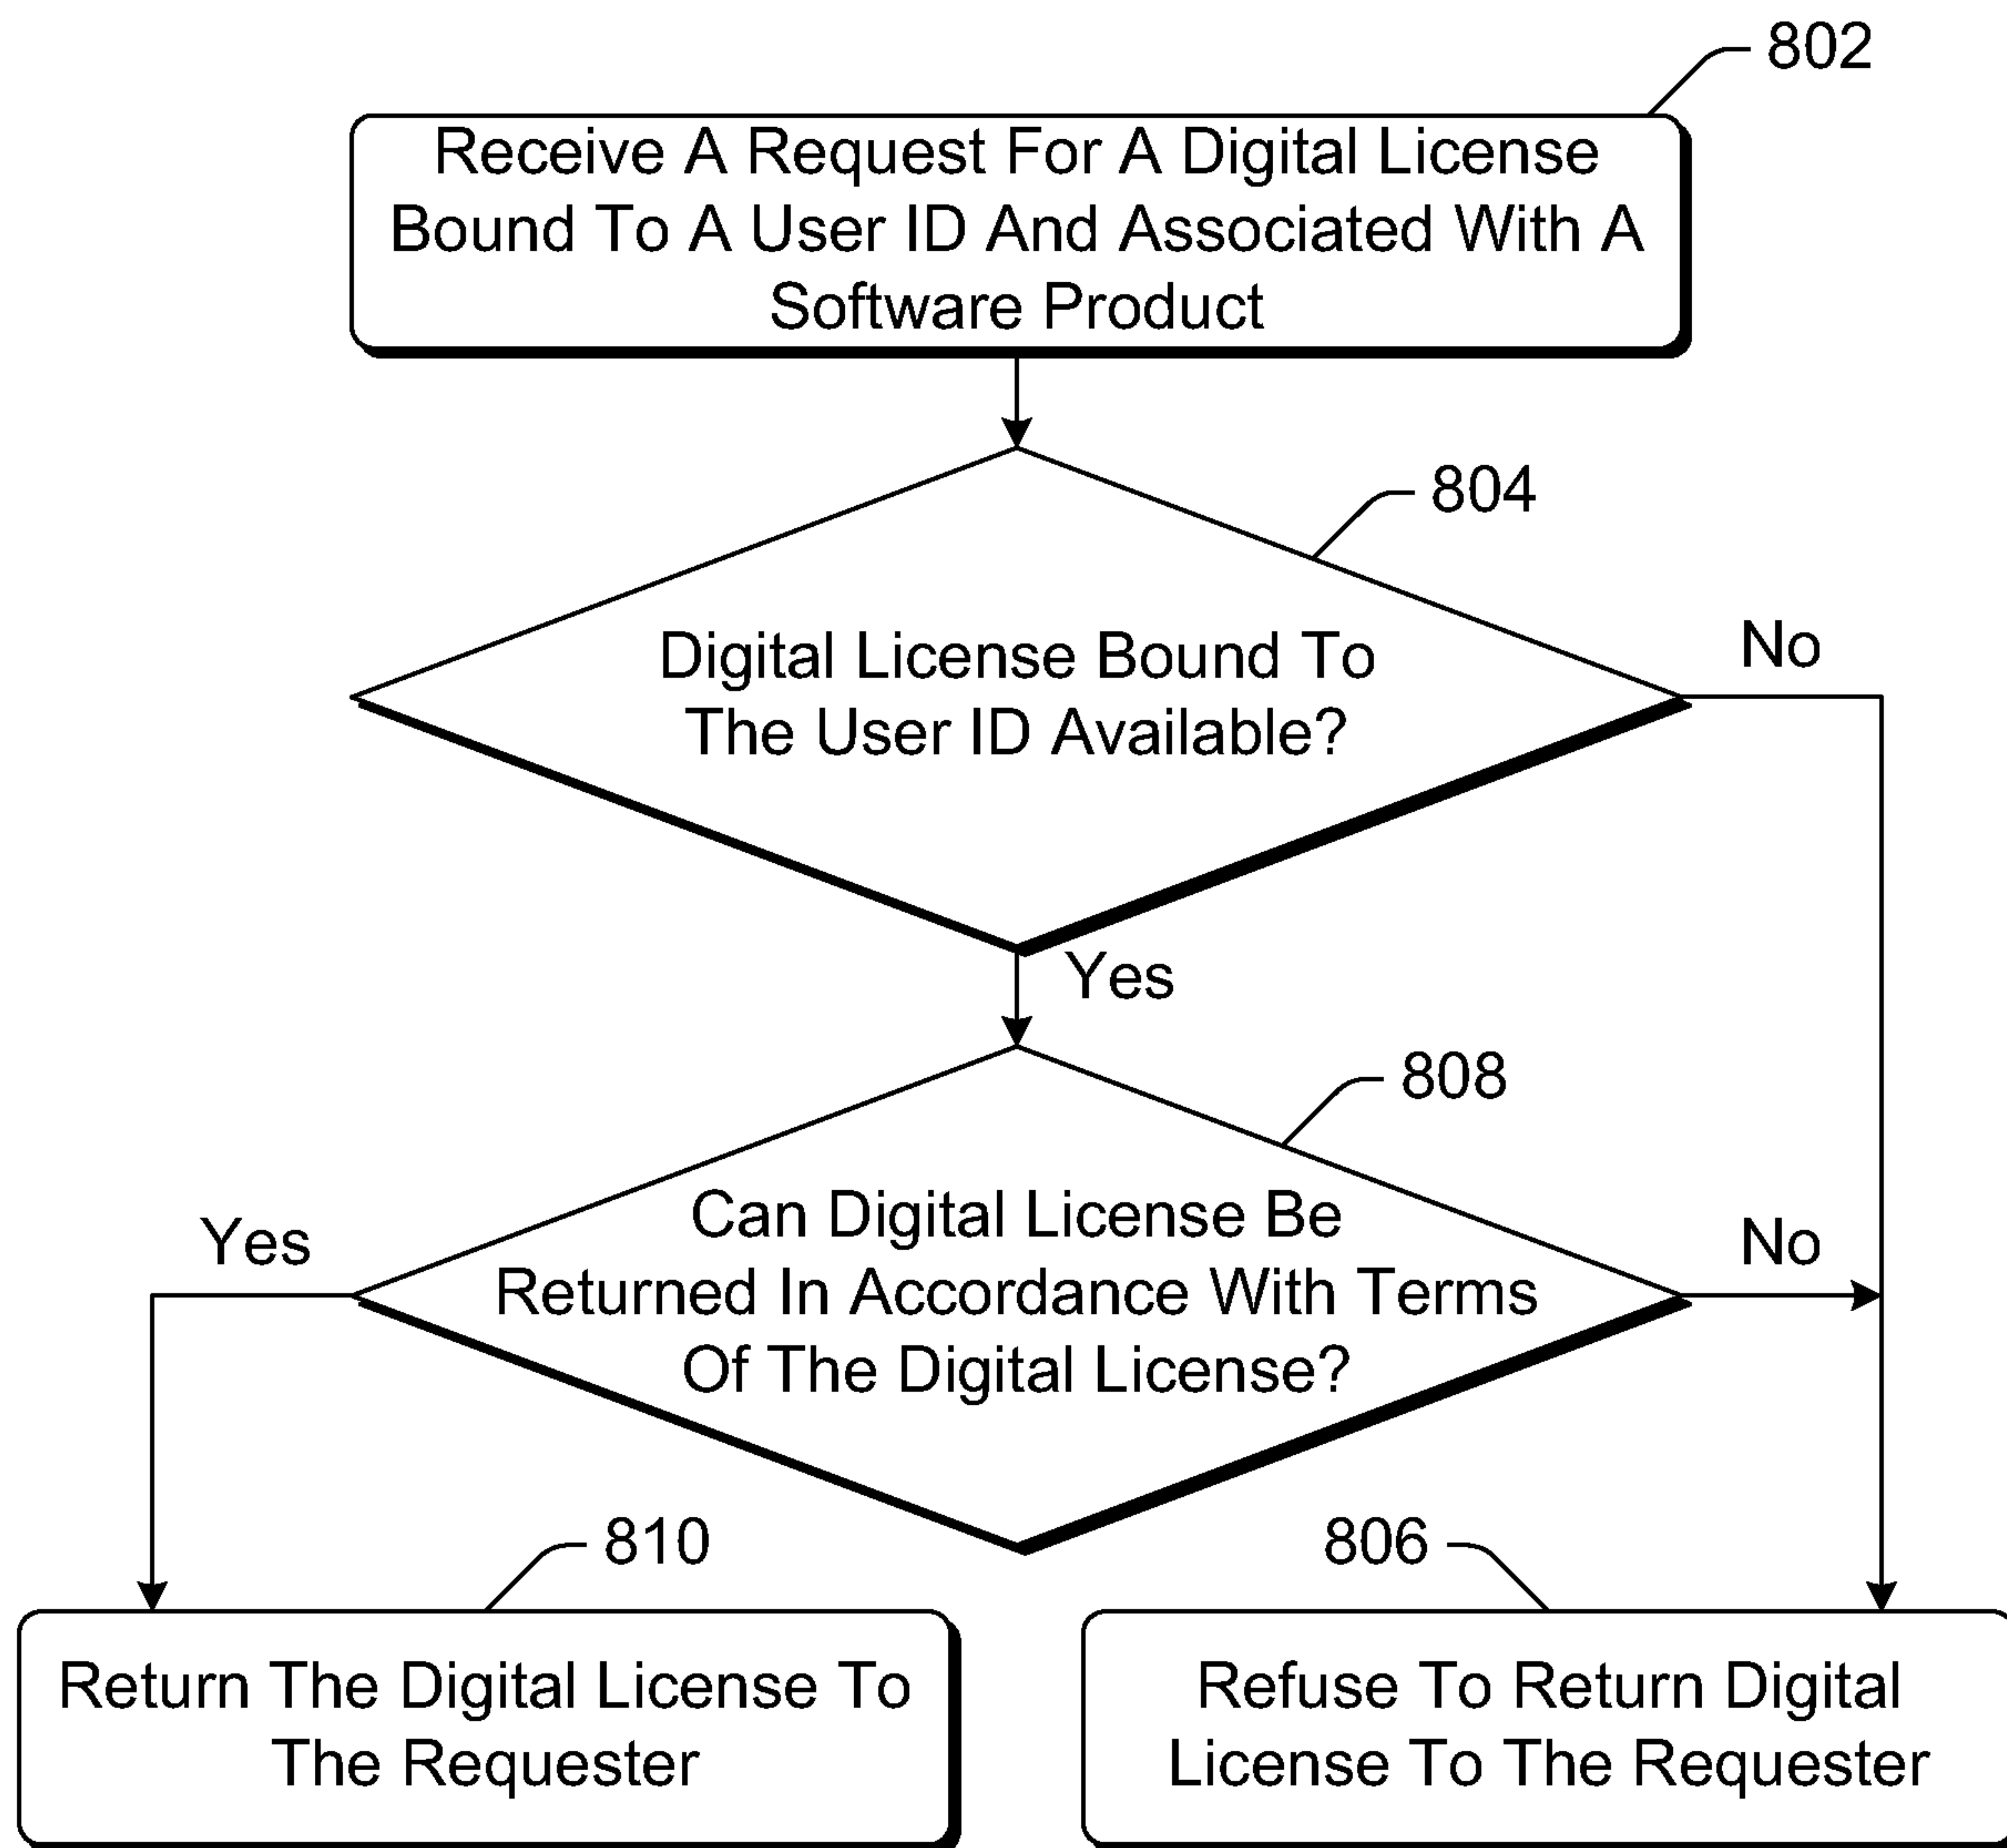 802
Receive A Request For A Digital License
Bound To A User ID And Associated With A
Software Product
804
Digital License Bound To
The User ID Available?
No
Yes
808
Can Digital License Be
Returned In Accordance With Terms
Of The Digital License?
Yes
No
810
Return The Digital License To
The Requester
806
Refuse To Return Digital
License To The Requester